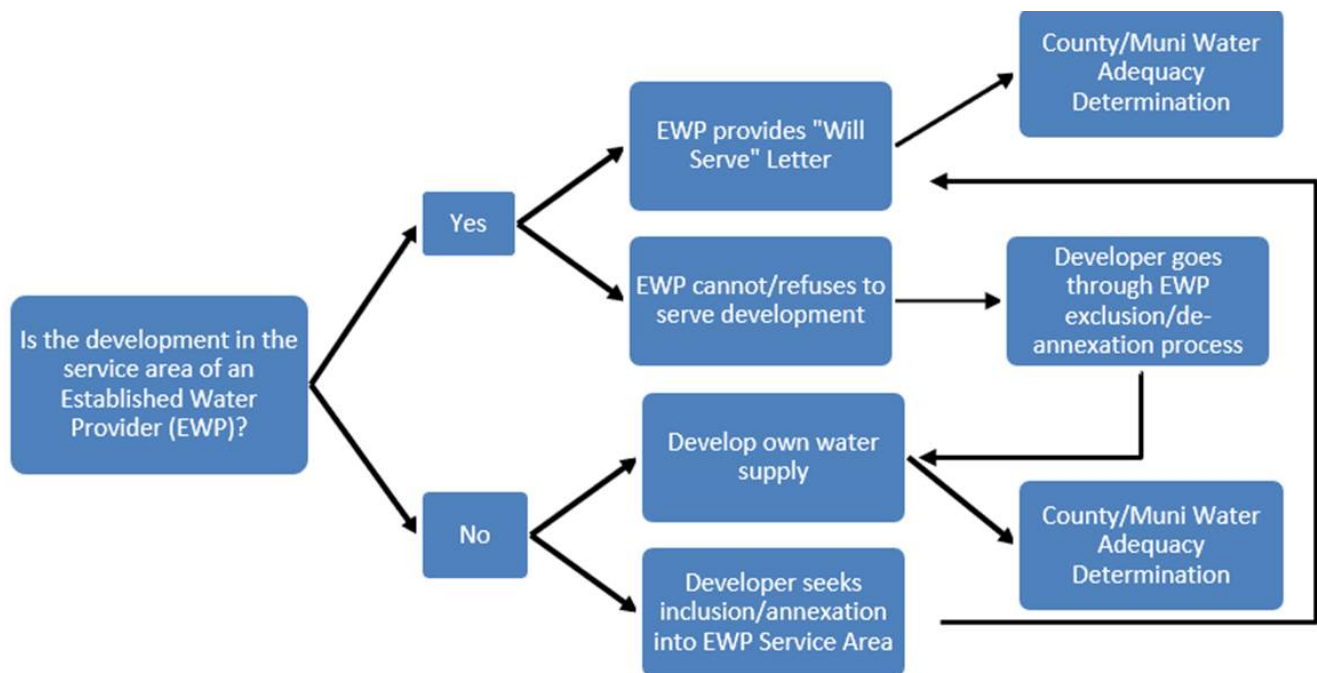 Is the development in the
service area of an
Established Water
Provider (EWP)?
Yes
No
EWP provides "Will
Serve" Letter
EWP cannot/refuses to
serve development
Develop own water
supply
Developer seeks
inclusion/annexation
into EWP Service Area
County/Muni Water
Adequacy
Determination
Developer goes
through EWP
exclusion/de-
annexation process
County/Muni Water
Adequacy
Determination